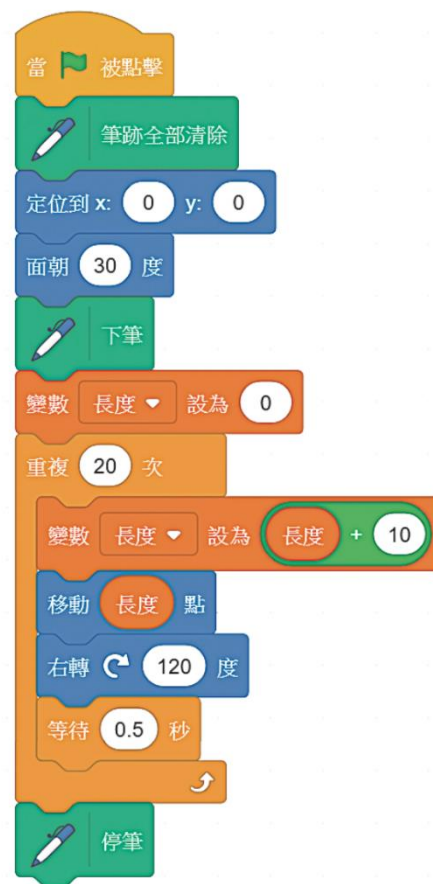 當 被點擊
筆跡全部清除
定位到 x: 0 y: 0
面朝 30 度
下筆
變數 長度 設為 0
重複 20 次
變數 長度 設為 長度 + 10
移動 長度 點
右轉 120 度
等待 0.5 秒
停筆